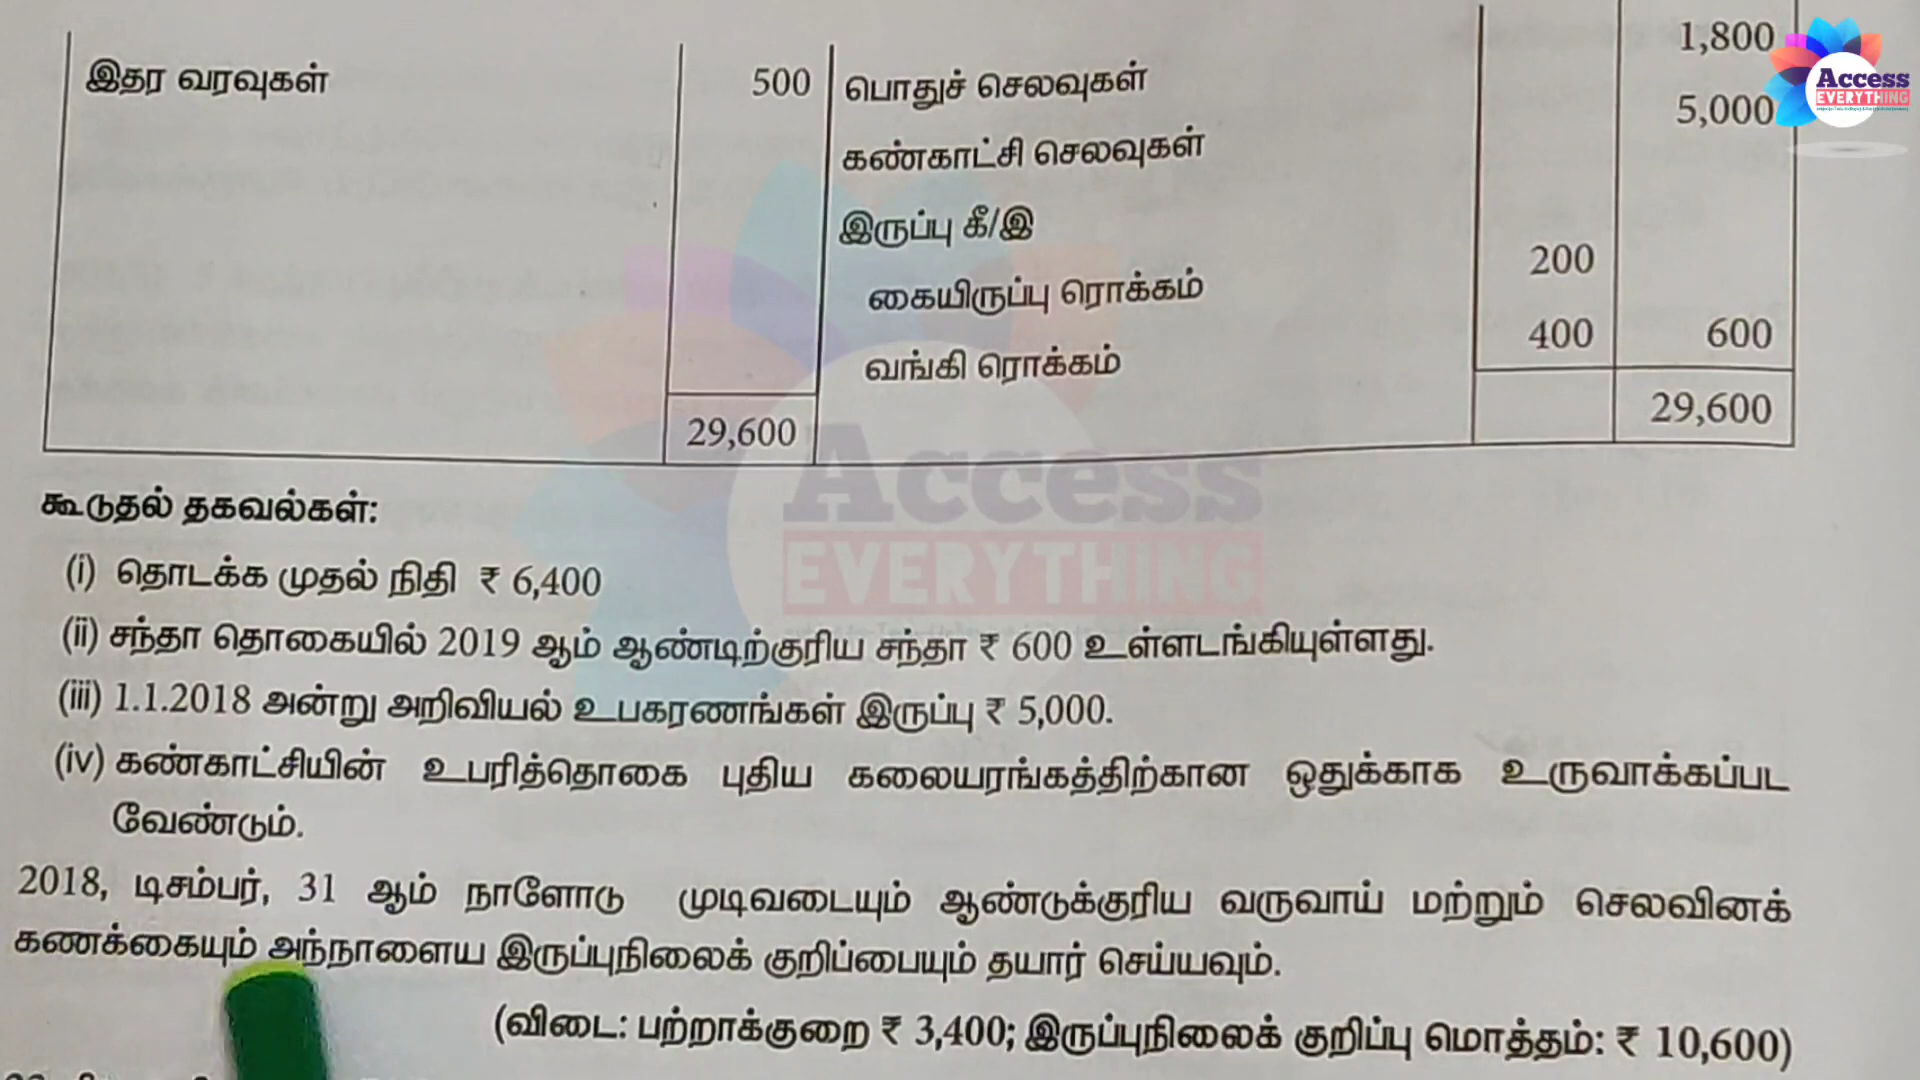 1,800
இதர வரவுகள் 500 பொதுச் செலவுகள் 5,000
கண்காட்சி செலவுகள்
இருப்பு கீ/இ
கையிருப்பு ரொக்கம் 200
வங்கி ரொக்கம் 400 600
29,600 29,600
கூடுதல் தகவல்கள்:
(i) தொடக்க முதல் நிதி ₹ 6,400
(ii) சந்தா தொகையில் 2019 ஆம் ஆண்டிற்குரிய சந்தா ₹ 600 உள்ளடங்கியுள்ளது.
(iii) 1.1.2018 அன்று அறிவியல் உபகரணங்கள் இருப்பு ₹ 5,000.
(iv) கண்காட்சியின் உபரித்தொகை புதிய கலையரங்கத்திற்கான ஒதுக்காக உருவாக்கப்பட
வேண்டும்.
2018, டிசம்பர், 31 ஆம் நாளோடு முடிவடையும் ஆண்டுக்குரிய வருவாய் மற்றும் செலவினக்
கணக்கையும் அந்நாளைய இருப்புநிலைக் குறிப்பையும் தயார் செய்யவும்.
(விடை: பற்றாக்குறை ₹ 3,400; இருப்புநிலைக் குறிப்பு மொத்தம்: ₹ 10,600)
Access
EVERYTHING
Access
EVERYTHING